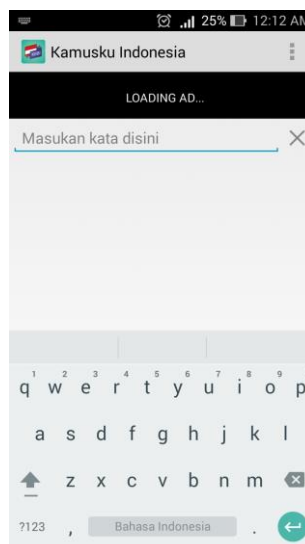 25% 12:12 AM
Kamusku Indonesia
LOADING AD...
Masukan kata disini
1 2 3 4 5 6 7 8 9
q w e r t y u i o p
a s d f g h j k l
z x c v b n m
?123 , Bahasa Indonesia .